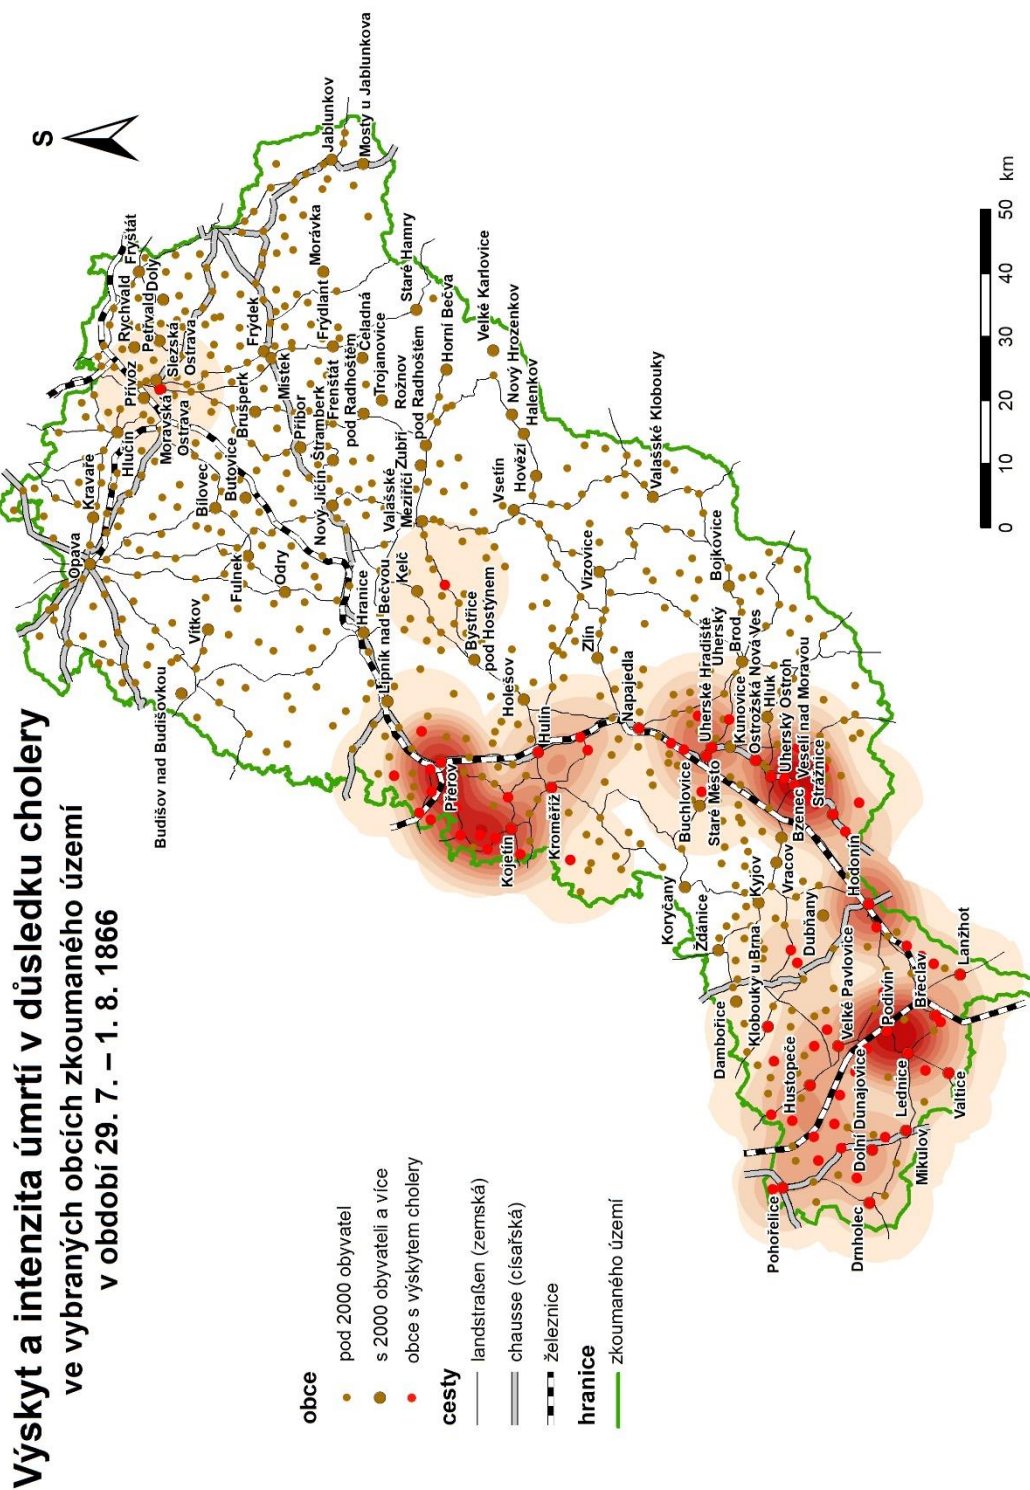 Výskyt a intenzita úmrtí v důsledku cholery
ve vybraných obcích zkoumaného území
v období 29. 7. – 1. 8. 1866
S
obce
pod 2000 obyvatel
s 2000 obyvateli a více
obce s výskytem cholery
cesty
landstraßen (zemská)
chausse (císařská)
železnice
hranice
zkoumaného území
0 10 20 30 40 50 km
Opava
Kravaře
Hlučín
Přívoz
Rychvald
Fryštát
Petřvald
Doly
Slezská
Ostrava
Moravská
Ostrava
Budišov nad Budišovkou
Vítkov
Bílovec
Butovice
Brušperk
Frýdek
Místek
Fulnek
Odry
Příbor
Nový Jičín
Štramberk
Frenštát
pod Radhoštěm
Frýdlant
Morávka
Jablunkov
Mosty u Jablunkova
Čeladná
Trojanovice
Staré Hamry
Hranice
Lipník nad Bečvou
Kelč
Valašské
Meziříčí
Zubří
Rožnov
pod Radhoštěm
Horní Bečva
Velké Karlovice
Nový Hrozenkov
Halenkov
Hovězí
Vsetín
Bystřice
pod Hostýnem
Holešov
Přerov
Kojetín
Kroměříž
Hulín
Zlín
Vizovice
Valašské Klobouky
Napajedla
Bojkovice
Uherské Hradiště
Uherský
Brod
Kunovice
Ostrožská Nová Ves
Hluk
Uherský Ostroh
Veselí nad Moravou
Buchlovice
Staré Město
Bzenec
Strážnice
Koryčany
Ždánice
Kyjov
Vracov
Dubňany
Hodonín
Dambořice
Klobouky u Brna
Velké Pavlovice
Hustopeče
Podivín
Břeclav
Lanžhot
Pohořelice
Dolní Dunajovice
Lednice
Valtice
Drnholec
Mikulov